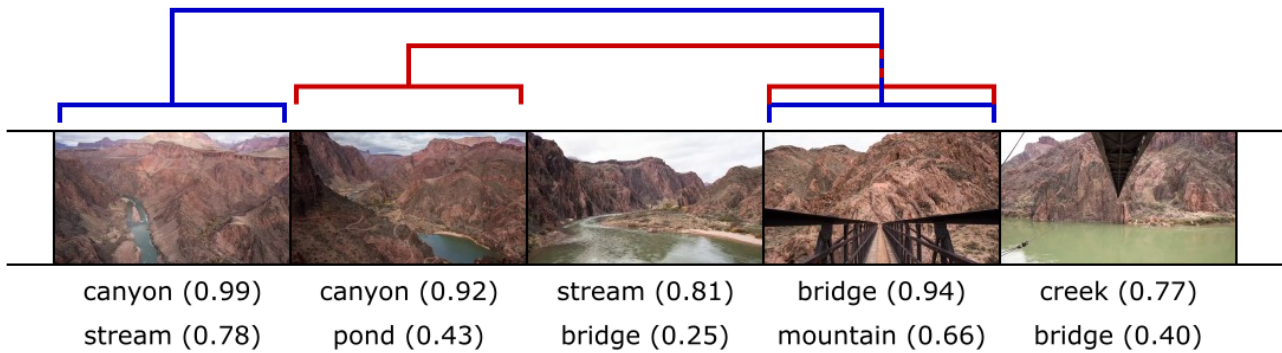 canyon (0.99) canyon (0.92) stream (0.81) bridge (0.94) creek (0.77)
stream (0.78) pond (0.43) bridge (0.25) mountain (0.66) bridge (0.40)